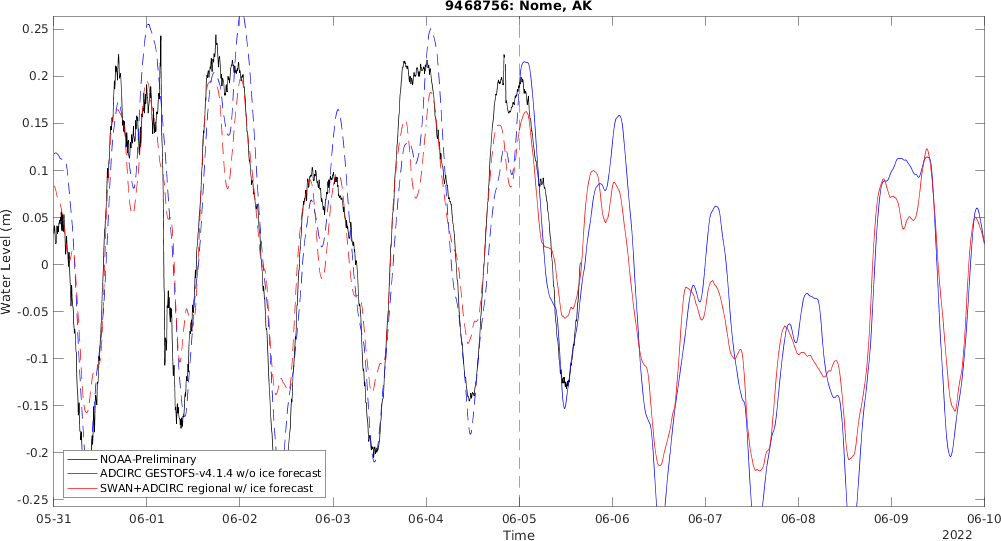 9468756: Nome, AK
0.25
0.2
0.15
0.1
0.05
0
-0.05
-0.1
-0.15
-0.2
-0.25
Water Level (m)
NOAA-Preliminary
ADCIRC GESTOFS-v4.1.4 w/o ice forecast
SWAN+ADCIRC regional w/ ice forecast
05-31 06-01 06-02 06-03 06-04 06-05 06-06 06-07 06-08 06-09 06-10
Time
2022